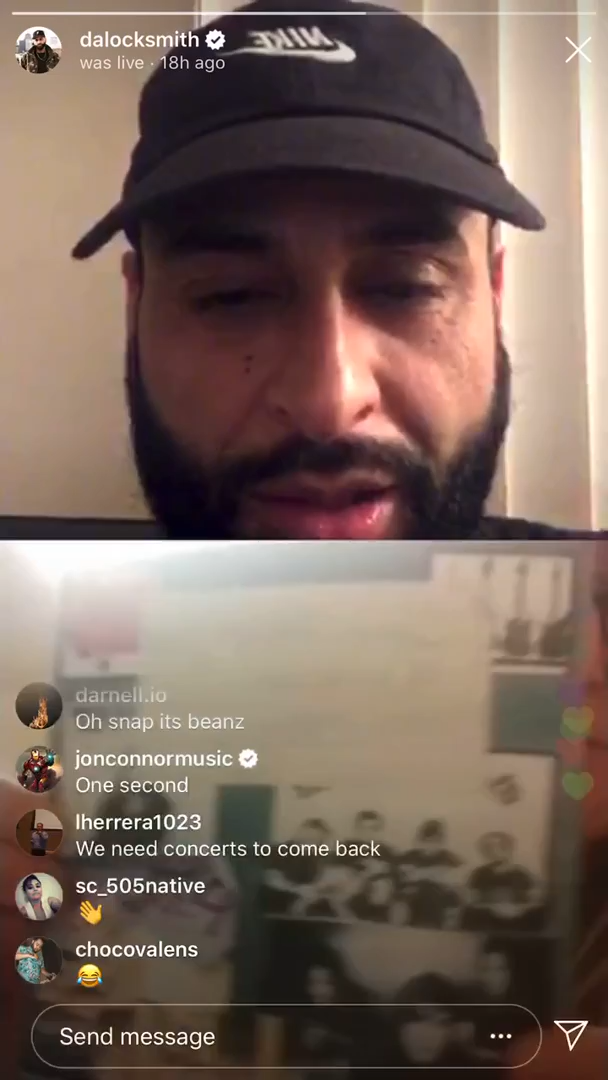 dalocksmith
was live · 18h ago
NIKE
darnell.io
Oh snap its beanz
jonconnormusic
One second
lherrera1023
We need concerts to come back
sc_505native
👋
chocovalens
😂
Send message